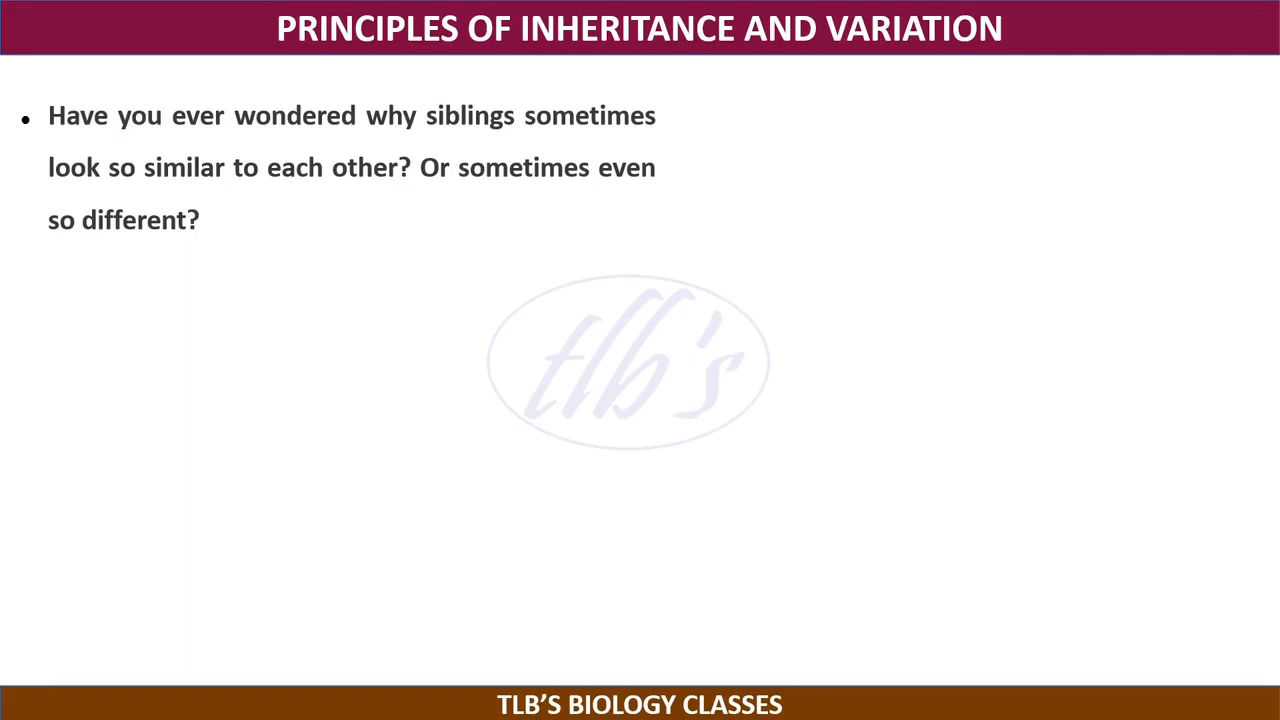 PRINCIPLES OF INHERITANCE AND VARIATION
• Have you ever wondered why siblings sometimes
look so similar to each other? Or sometimes even
so different?
tlb's
TLB’S BIOLOGY CLASSES